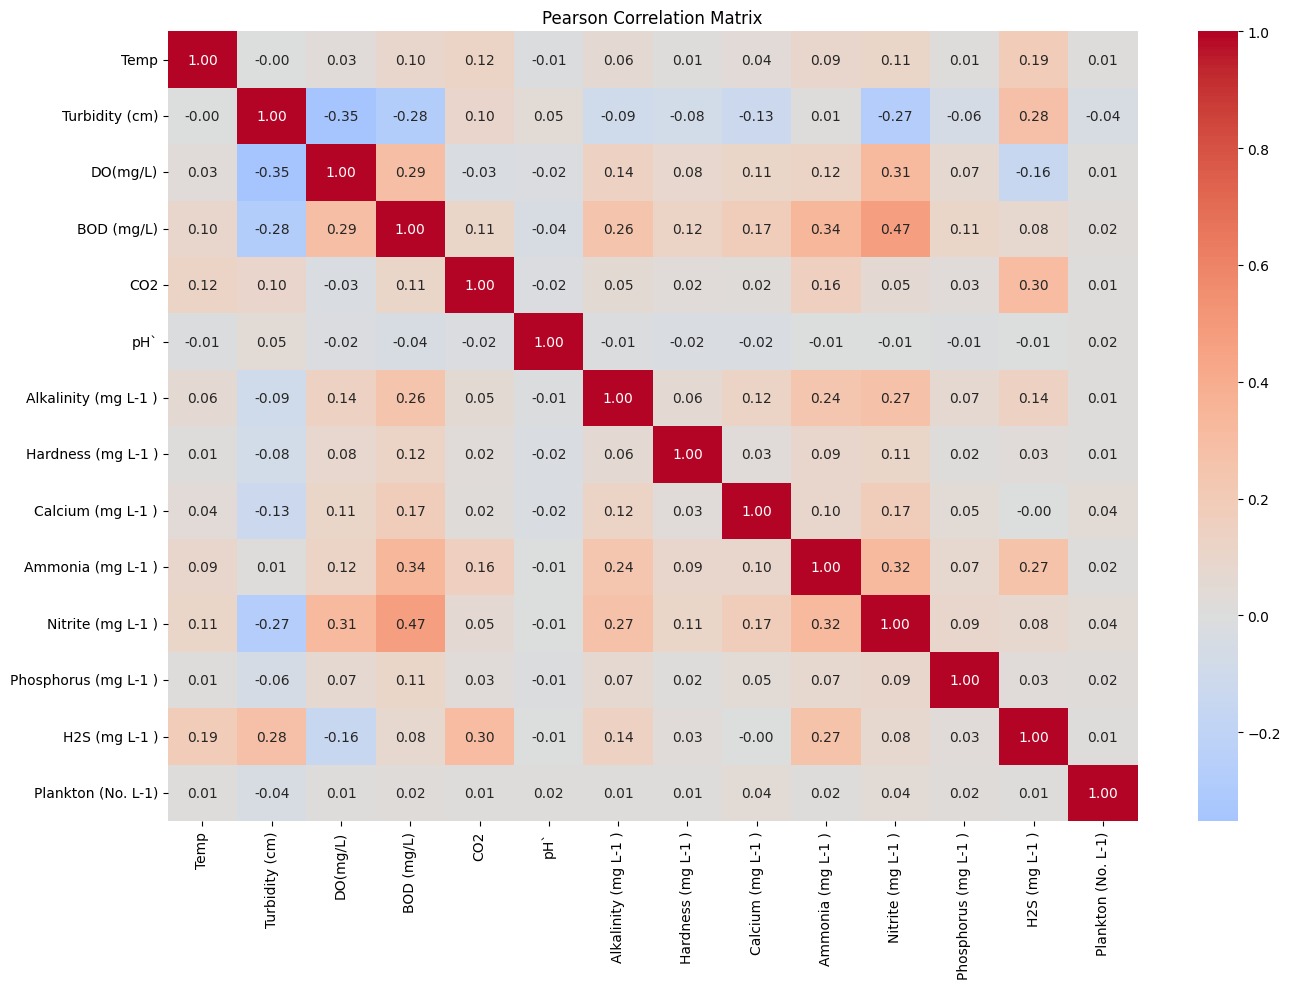 Pearson Correlation Matrix
Temp 1.00 -0.00 0.03 0.10 0.12 -0.01 0.06 0.01 0.04 0.09 0.11 0.01 0.19 0.01
Turbidity (cm) -0.00 1.00 -0.35 -0.28 0.10 0.05 -0.09 -0.08 -0.13 0.01 -0.27 -0.06 0.28 -0.04
DO(mg/L) 0.03 -0.35 1.00 0.29 -0.03 -0.02 0.14 0.08 0.11 0.12 0.31 0.07 -0.16 0.01
BOD (mg/L) 0.10 -0.28 0.29 1.00 0.11 -0.04 0.26 0.12 0.17 0.34 0.47 0.11 0.08 0.02
CO2 0.12 0.10 -0.03 0.11 1.00 -0.02 0.05 0.02 0.02 0.16 0.05 0.03 0.30 0.01
pH` -0.01 0.05 -0.02 -0.04 -0.02 1.00 -0.01 -0.02 -0.02 -0.01 -0.01 -0.01 -0.01 0.02
Alkalinity (mg L-1 ) 0.06 -0.09 0.14 0.26 0.05 -0.01 1.00 0.06 0.12 0.24 0.27 0.07 0.14 0.01
Hardness (mg L-1 ) 0.01 -0.08 0.08 0.12 0.02 -0.02 0.06 1.00 0.03 0.09 0.11 0.02 0.03 0.01
Calcium (mg L-1 ) 0.04 -0.13 0.11 0.17 0.02 -0.02 0.12 0.03 1.00 0.10 0.17 0.05 -0.00 0.04
Ammonia (mg L-1 ) 0.09 0.01 0.12 0.34 0.16 -0.01 0.24 0.09 0.10 1.00 0.32 0.07 0.27 0.02
Nitrite (mg L-1 ) 0.11 -0.27 0.31 0.47 0.05 -0.01 0.27 0.11 0.17 0.32 1.00 0.09 0.08 0.04
Phosphorus (mg L-1 ) 0.01 -0.06 0.07 0.11 0.03 -0.01 0.07 0.02 0.05 0.07 0.09 1.00 0.03 0.02
H2S (mg L-1 ) 0.19 0.28 -0.16 0.08 0.30 -0.01 0.14 0.03 -0.00 0.27 0.08 0.03 1.00 0.01
Plankton (No. L-1) 0.01 -0.04 0.01 0.02 0.01 0.02 0.01 0.01 0.04 0.02 0.04 0.02 0.01 1.00
Temp
Turbidity (cm)
DO(mg/L)
BOD (mg/L)
CO2
pH`
Alkalinity (mg L-1 )
Hardness (mg L-1 )
Calcium (mg L-1 )
Ammonia (mg L-1 )
Nitrite (mg L-1 )
Phosphorus (mg L-1 )
H2S (mg L-1 )
Plankton (No. L-1)
1.0
0.8
0.6
0.4
0.2
0.0
−0.2